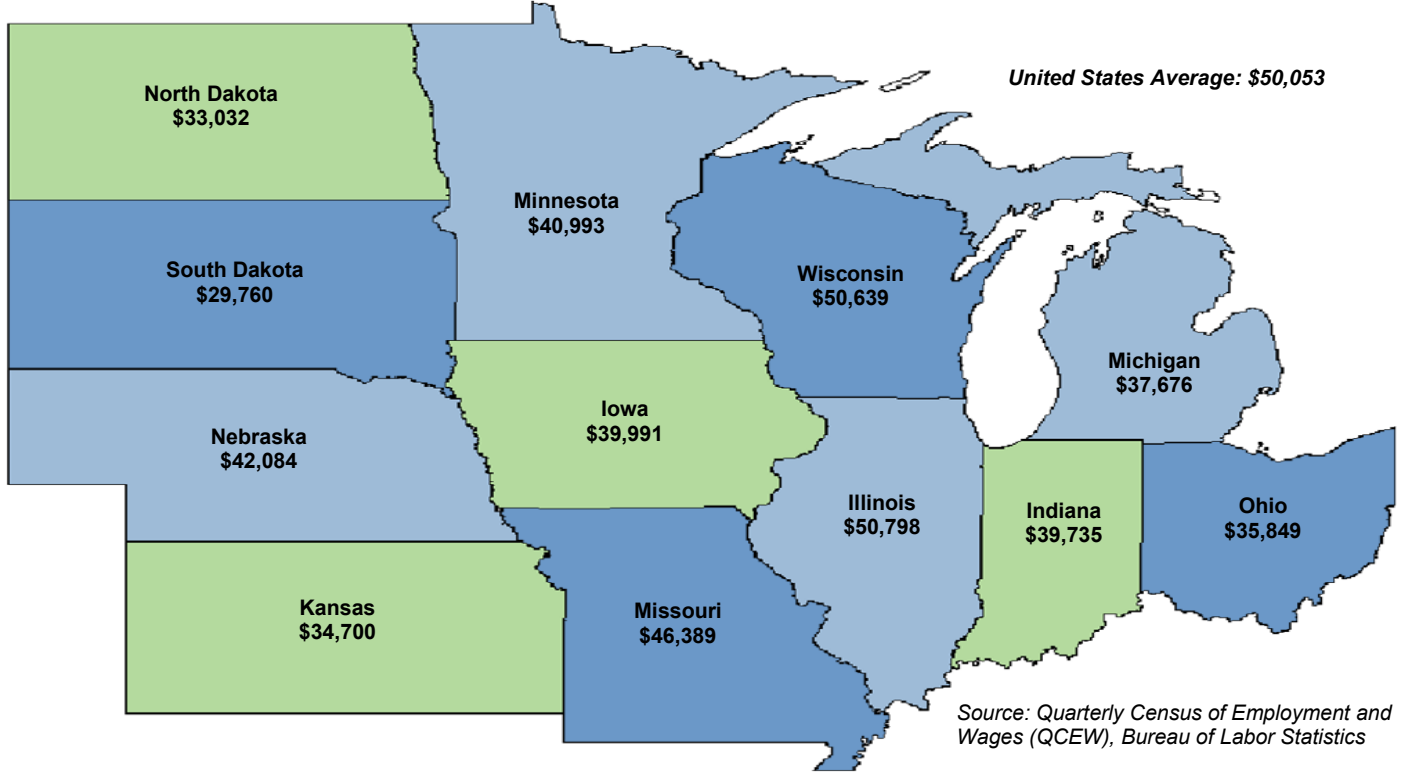 United States Average: $50,053
North Dakota
$33,032
Minnesota
$40,993
South Dakota
$29,760
Wisconsin
$50,639
Michigan
$37,676
Iowa
$39,991
Nebraska
$42,084
Illinois
$50,798
Indiana
$39,735
Ohio
$35,849
Kansas
$34,700
Missouri
$46,389
Source: Quarterly Census of Employment and
Wages (QCEW), Bureau of Labor Statistics